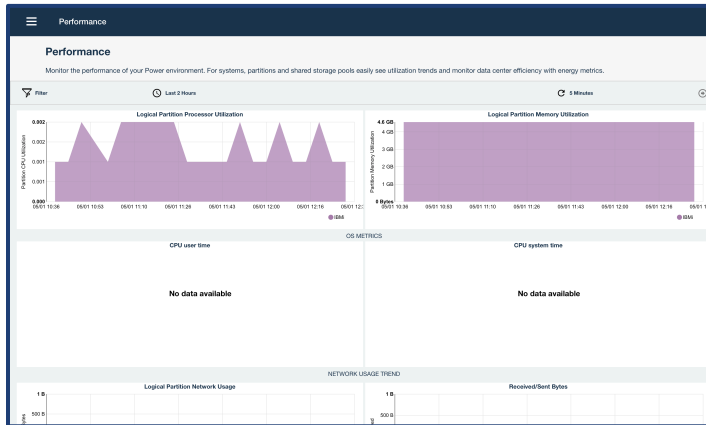 Performance
Performance
Monitor the performance of your Power environment. For systems, partitions and shared storage pools easily see utilization trends and monitor data center efficiency with energy metrics.
Filter
Last 2 Hours
5 Minutes
Logical Partition Processor Utilization
Partition CPU Utilization
0.002
0.002
0.001
0.001
0.000
05/01 10:36 05/01 10:53 05/01 11:10 05/01 11:26 05/01 11:43 05/01 12:00 05/01 12:16 05/01 12:
IBMi
Logical Partition Memory Utilization
Partition Memory Utilization
4.6 GB
4 GB
3 GB
2 GB
1 GB
0 Bytes
05/01 10:36 05/01 10:53 05/01 11:10 05/01 11:26 05/01 11:43 05/01 12:00 05/01 12:16 05/01 1
IBMi
OS METRICS
CPU user time
No data available
CPU system time
No data available
NETWORK USAGE TREND
Logical Partition Network Usage
1 B
500 B
Received/Sent Bytes
1 B
500 B